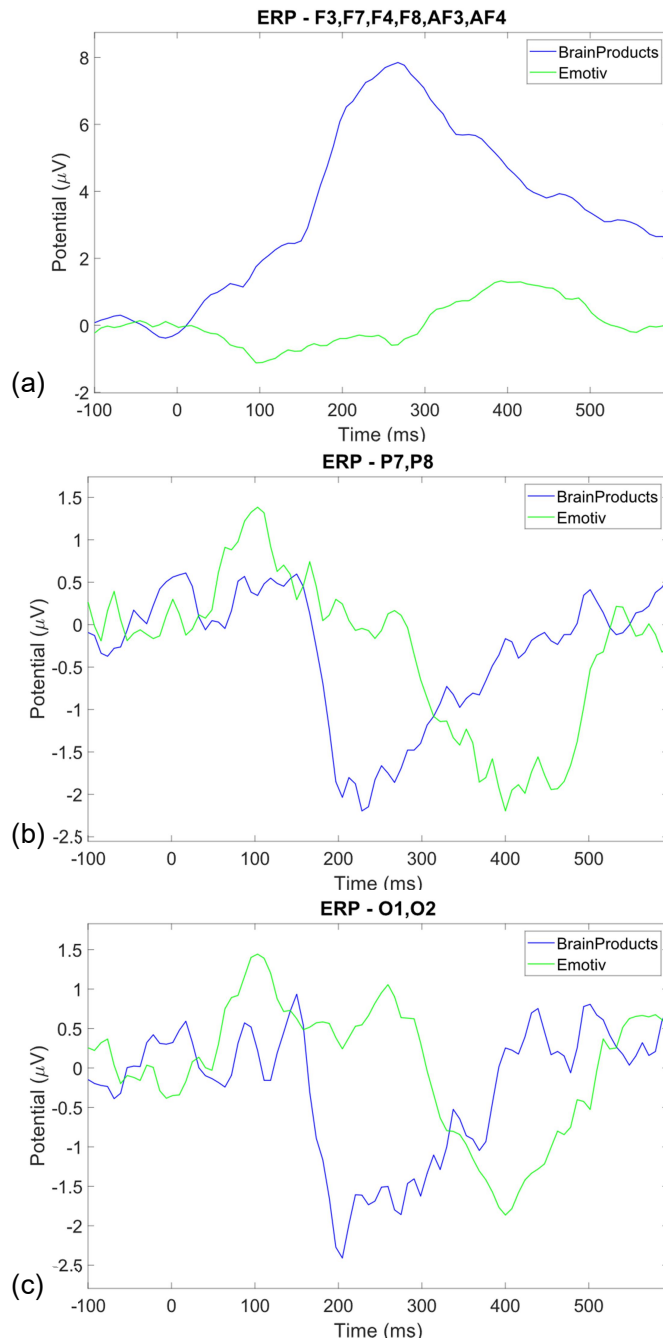 ERP - F3,F7,F4,F8,AF3,AF4
BrainProducts
Emotiv
8
6
4
2
0
-2
Potential (μV)
-100 0 100 200 300 400 500
Time (ms)
(a)
ERP - P7,P8
BrainProducts
Emotiv
1.5
1
0.5
0
-0.5
-1
-1.5
-2
-2.5
Potential (μV)
-100 0 100 200 300 400 500
Time (ms)
(b)
ERP - O1,O2
BrainProducts
Emotiv
1.5
1
0.5
0
-0.5
-1
-1.5
-2
-2.5
Potential (μV)
-100 0 100 200 300 400 500
Time (ms)
(c)